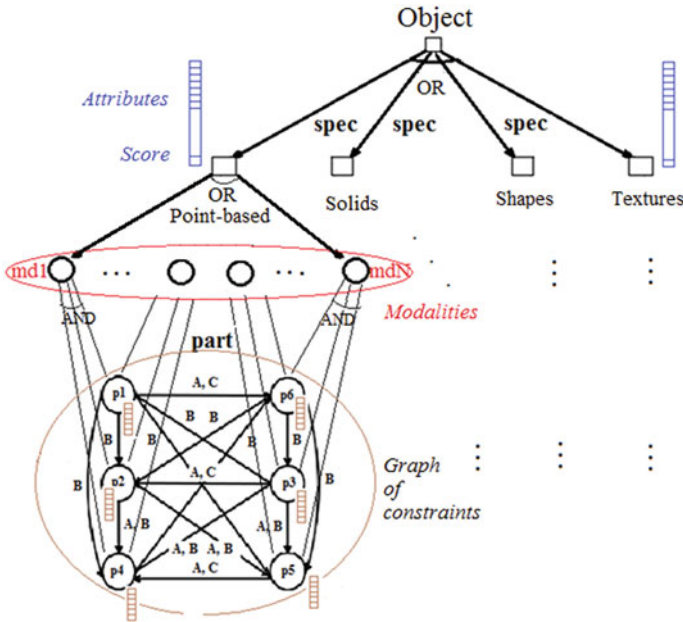 Object
OR
Attributes
spec
spec
spec
Score
OR
Point-based
Solids
Shapes
Textures
md1
...
...
mdN
AND
AND
Modalities
part
p1
A, C
p6
B
B
B
B
B
p2
A, C
p3
B
B
Graph
of
constraints
A, B
A, B
A, B
A, B
p4
A, C
p5